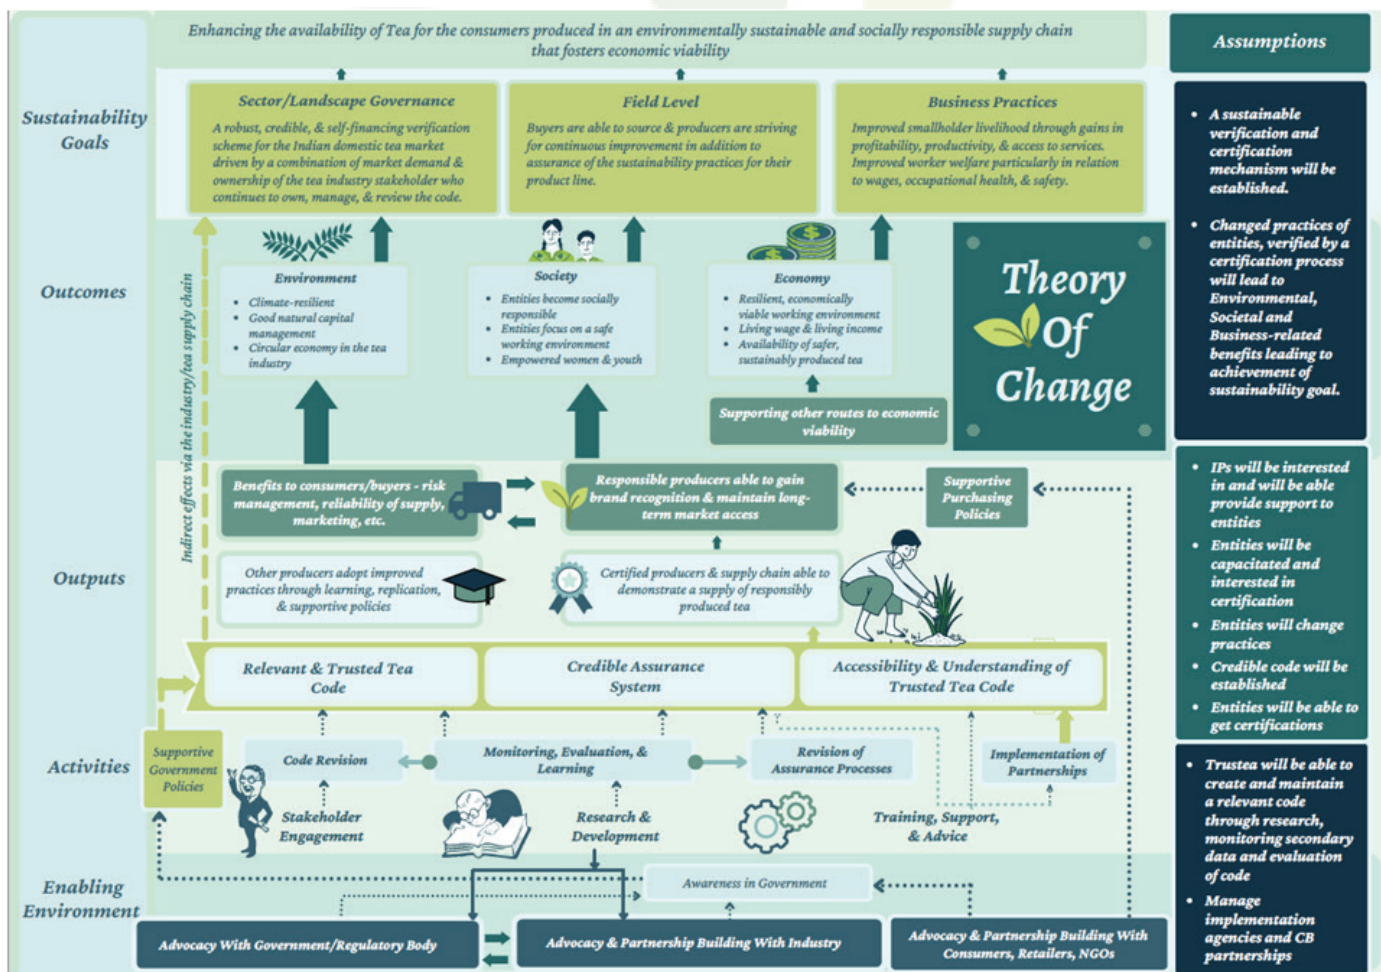 Enhancing the availability of Tea for the consumers produced in an environmentally sustainable and socially responsible supply chain
that fosters economic viability
Assumptions
Sustainability
Goals
Sector/Landscape Governance
A robust, credible, & self-financing verification
scheme for the Indian domestic tea market
driven by a combination of market demand &
ownership of the tea industry stakeholder who
continues to own, manage, & review the code.
Field Level
Buyers are able to source & producers are striving
for continuous improvement in addition to
assurance of the sustainability practices for their
product line.
Business Practices
Improved smallholder livelihood through gains in
profitability, productivity, & access to services.
Improved worker welfare particularly in relation
to wages, occupational health, & safety.
• A sustainable
verification and
certification
mechanism will be
established.
• Changed practices of
entities, verified by a
certification process
will lead to
Environmental,
Societal and
Business-related
benefits leading to
achievement of
sustainability goal.
Outcomes
Indirect effects via the industry/tea supply chain
Environment
• Climate-resilient
• Good natural capital
management
• Circular economy in the tea
industry
Society
• Entities become socially
responsible
• Entities focus on a safe
working environment
• Empowered women & youth
Economy
• Resilient, economically
viable working environment
• Living wage & living income
• Availability of safer,
sustainably produced tea
Supporting other routes to economic
viability
Theory
Of
Change
Outputs
Benefits to consumers/buyers - risk
management, reliability of supply,
marketing, etc.
Responsible producers able to gain
brand recognition & maintain long-
term market access
Supportive
Purchasing
Policies
Other producers adopt improved
practices through learning, replication,
& supportive policies
Certified producers & supply chain able to
demonstrate a supply of responsibly
produced tea
• IPs will be interested
in and will be able
provide support to
entities
• Entities will be
capacitated and
interested in
certification
• Entities will change
practices
• Credible code will be
established
• Entities will be able to
get certifications
Relevant & Trusted Tea
Code
Credible Assurance
System
Accessibility & Understanding of
Trusted Tea Code
Activities
Supportive
Government
Policies
Code Revision
Monitoring, Evaluation, &
Learning
Revision of
Assurance Processes
Implementation of
Partnerships
Stakeholder
Engagement
Research &
Development
Training, Support,
& Advice
• Trustea will be able to
create and maintain
a relevant code
through research,
monitoring secondary
data and evaluation
of code
• Manage
implementation
agencies and CB
partnerships
Enabling
Environment
Awareness in Government
Advocacy With Government/Regulatory Body
Advocacy & Partnership Building With Industry
Advocacy & Partnership Building With
Consumers, Retailers, NGOs